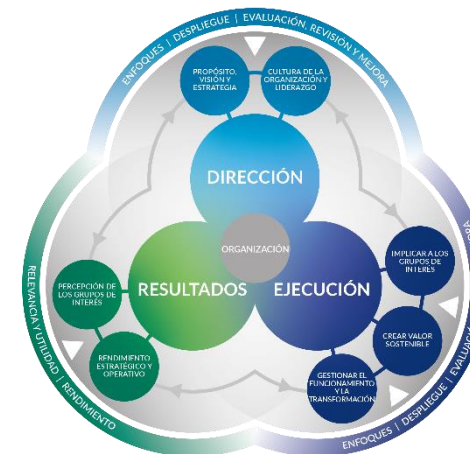 ENFOQUES | DESPLIEGUE | EVALUACIÓN, REVISIÓN Y MEJORA
PROPÓSITO,
VISIÓN Y
ESTRATEGIA
CULTURA DE LA
ORGANIZACIÓN Y
LIDERAZGO
DIRECCIÓN
ORGANIZACIÓN
RESULTADOS
EJECUCIÓN
PERCEPCIÓN DE
LOS GRUPOS DE
INTERÉS
RENDIMIENTO
ESTRATÉGICO Y
OPERATIVO
IMPLICAR A LOS
GRUPOS DE
INTERÉS
CREAR VALOR
SOSTENIBLE
GESTIONAR EL
FUNCIONAMIENTO
Y LA
TRANSFORMACIÓN
RELEVANCIA Y UTILIDAD | RENDIMIENTO
ENFOQUES | DESPLIEGUE |